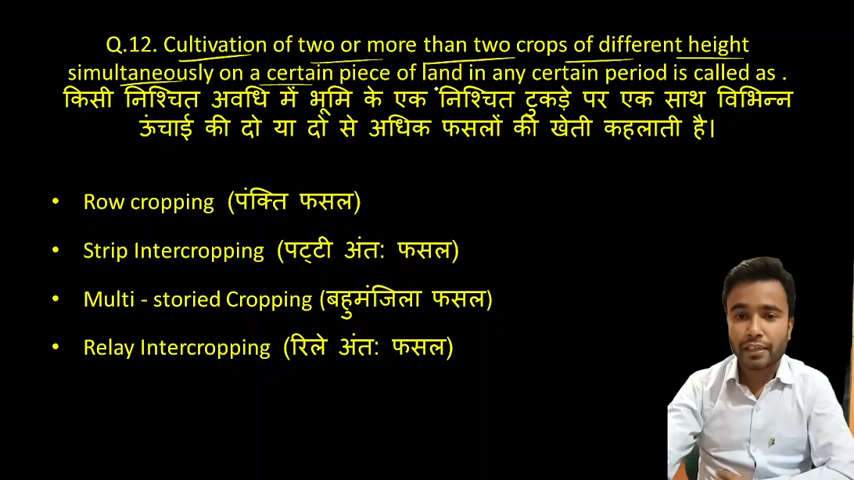 Q.12. Cultivation of two or more than two crops of different height
simultaneously on a certain piece of land in any certain period is called as .
किसी निश्चित अवधि में भूमि के एक निश्चित टुकड़े पर एक साथ विभिन्न
ऊंचाई की दो या दो से अधिक फसलों की खेती कहलाती है।
• Row cropping (पंक्ति फसल)
• Strip Intercropping (पट्टी अंत: फसल)
• Multi - storied Cropping (बहुमंजिला फसल)
• Relay Intercropping (रिले अंत: फसल)